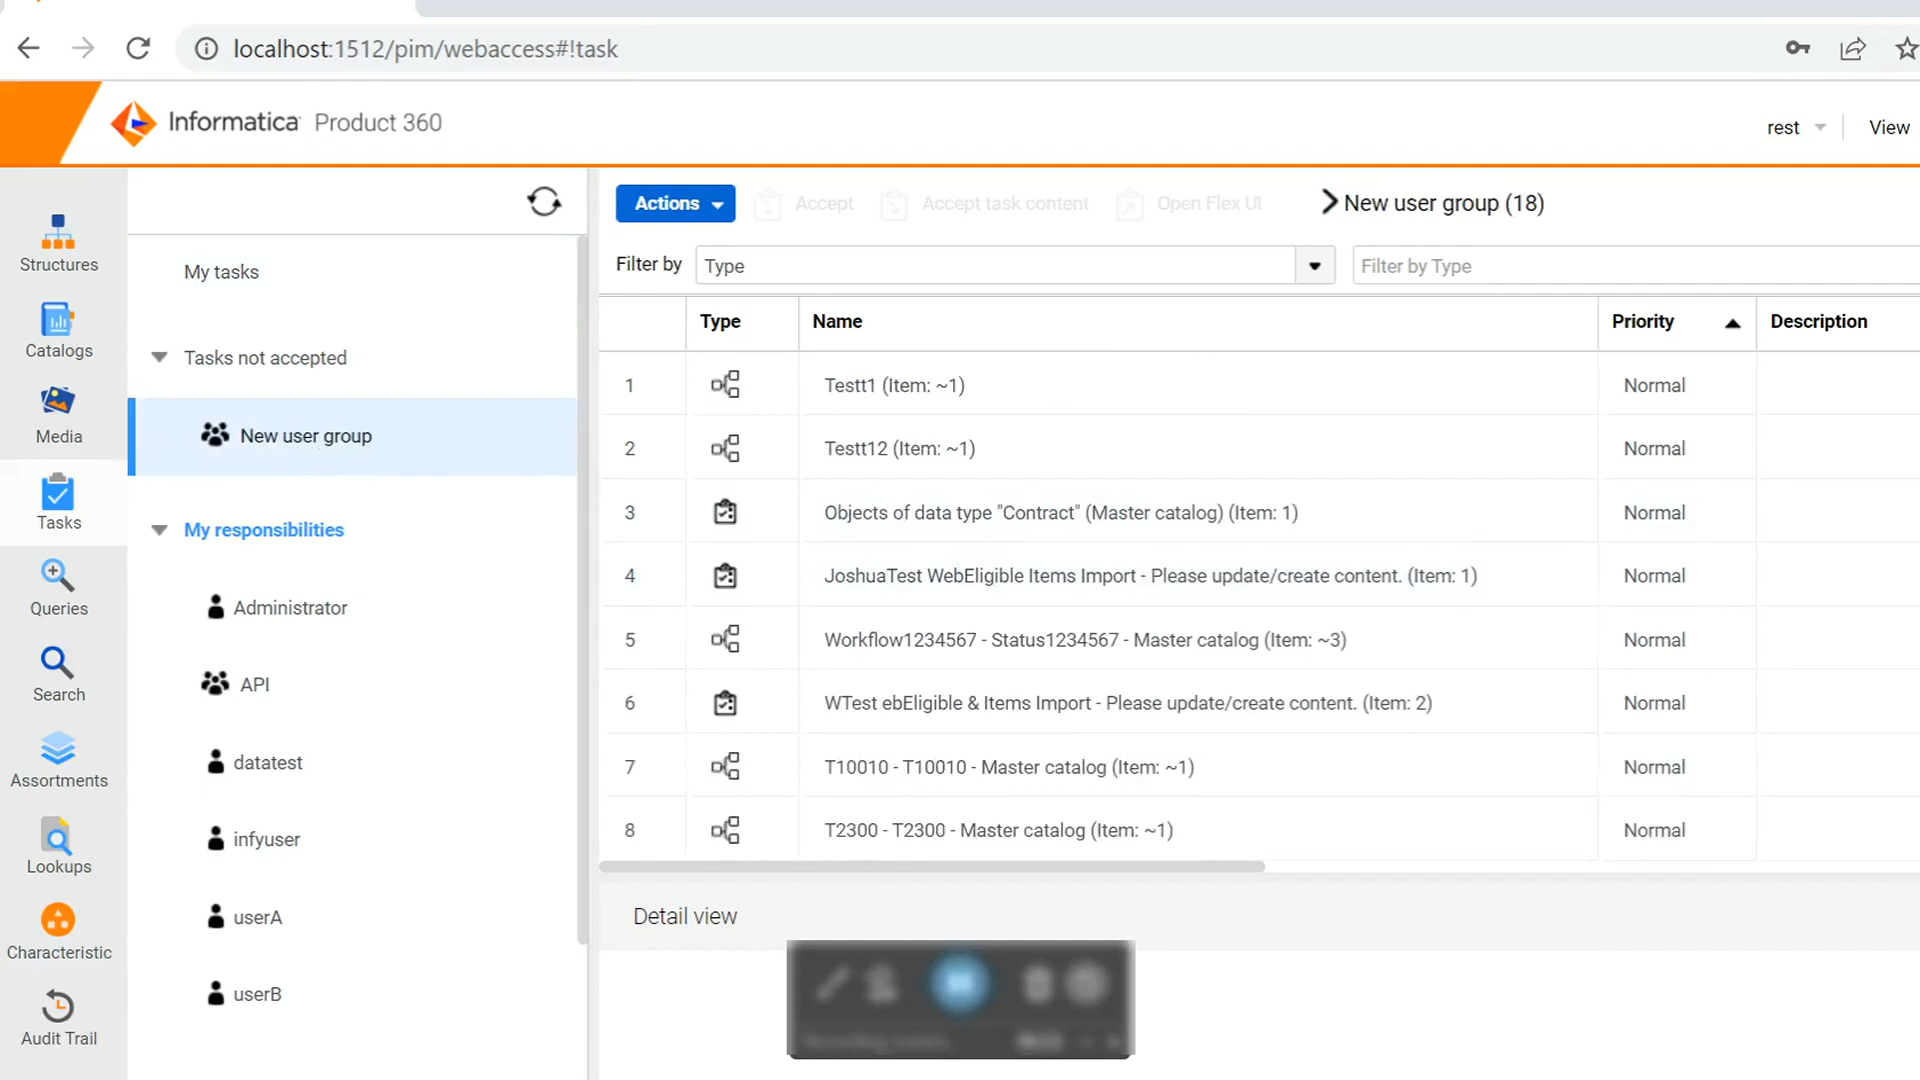 localhost:1512/pim/webaccess#!task
Informatica Product 360
rest
View
Structures
Catalogs
Media
Tasks
Queries
Search
Assortments
Lookups
Characteristic
Audit Trail
My tasks
Tasks not accepted
New user group
My responsibilities
Administrator
API
datatest
infyuser
userA
userB
Actions
Accept
Accept task content
Open Flex UI
New user group (18)
Filter by
Type
Filter by Type
Type Name Priority Description
1 Testt1 (Item: ~1) Normal
2 Testt12 (Item: ~1) Normal
3 Objects of data type "Contract" (Master catalog) (Item: 1) Normal
4 JoshuaTest WebEligible Items Import - Please update/create content. (Item: 1) Normal
5 Workflow1234567 - Status1234567 - Master catalog (Item: ~3) Normal
6 WTest ebEligible & Items Import - Please update/create content. (Item: 2) Normal
7 T10010 - T10010 - Master catalog (Item: ~1) Normal
8 T2300 - T2300 - Master catalog (Item: ~1) Normal
Detail view